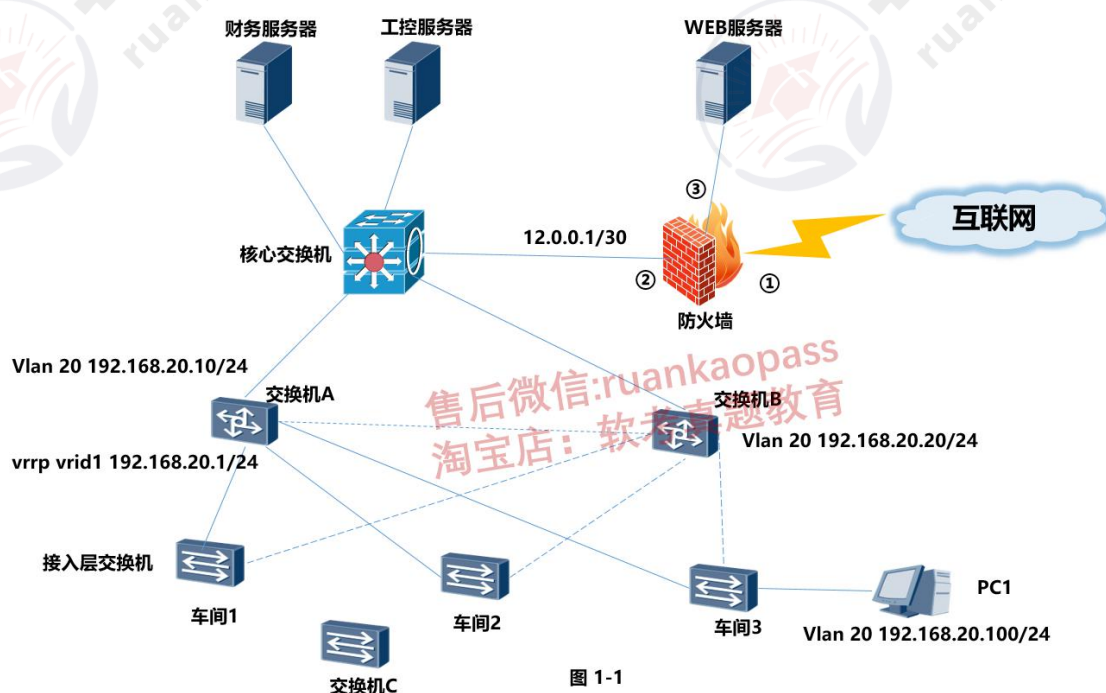 财务服务器
工控服务器
WEB服务器
③
互联网
12.0.0.1/30
核心交换机
②
①
防火墙
Vlan 20 192.168.20.10/24
交换机A
售后微信:ruankaopass
交换机B
淘宝店：软考真题教育
Vlan 20 192.168.20.20/24
vrrp vrid1 192.168.20.1/24
接入层交换机
PC1
车间1
车间2
车间3
Vlan 20 192.168.20.100/24
交换机C
图 1-1